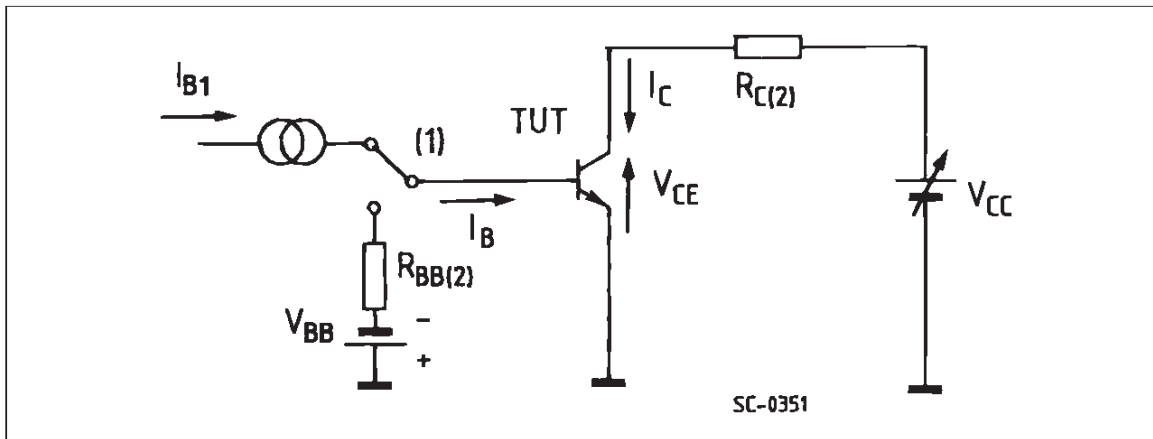 I_B1
(1)
TUT
I_C
R_C(2)
V_CE
V_CC
I_B
R_BB(2)
V_BB
-
+
SC-0351